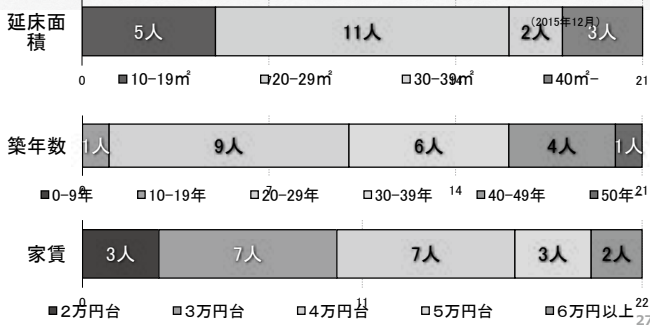 (2015年12月)
延床面積
5人 11人 2人 3人
0 14 21
■10-19㎡ □20-29㎡ □30-39㎡ ■40㎡-
築年数
1人 9人 6人 4人 1人
0 7 14 21
■0-9年 ■10-19年 □20-29年 □30-39年 ■40-49年 ■50年-
家賃
3人 7人 7人 3人 2人
0 11 22
■2万円台 ■3万円台 □4万円台 □5万円台 ■6万円以上
27